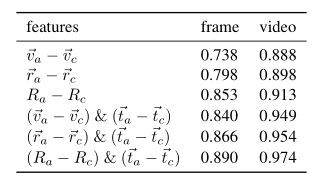 features frame video
$\vec{v}_a - \vec{v}_c$ 0.738 0.888
$\vec{r}_a - \vec{r}_c$ 0.798 0.898
$R_a - R_c$ 0.853 0.913
$(\vec{v}_a - \vec{v}_c)$ & $(\vec{t}_a - \vec{t}_c)$ 0.840 0.949
$(\vec{r}_a - \vec{r}_c)$ & $(\vec{t}_a - \vec{t}_c)$ 0.866 0.954
$(R_a - R_c)$ & $(\vec{t}_a - \vec{t}_c)$ 0.890 0.974